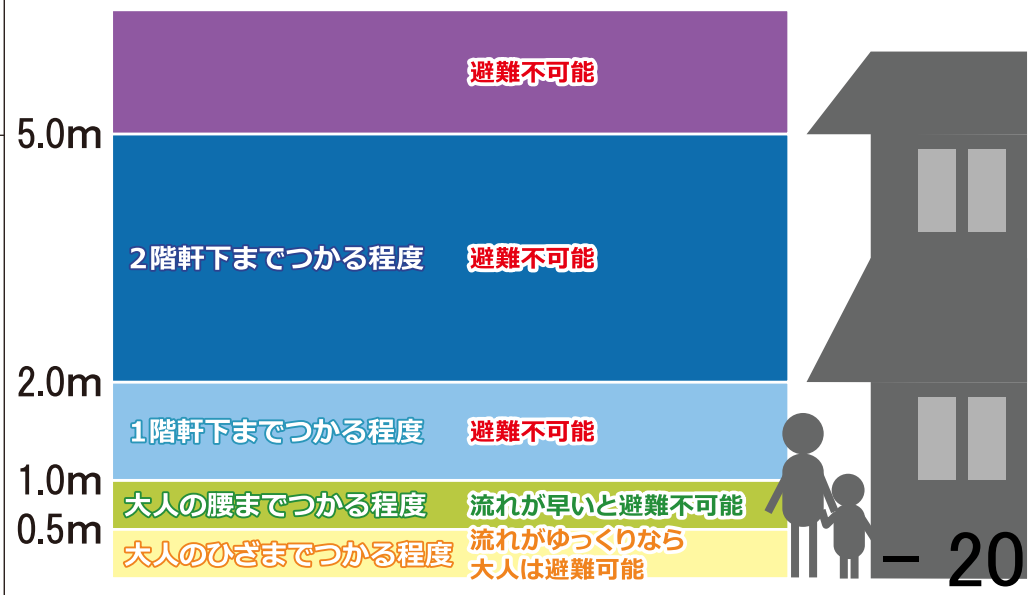 避難不可能
5.0m
2階軒下までつかる程度 避難不可能
2.0m
1階軒下までつかる程度 避難不可能
1.0m
大人の腰までつかる程度 流れが早いと避難不可能
0.5m
大人のひざまでつかる程度 流れがゆっくりなら
大人は避難可能
− 20